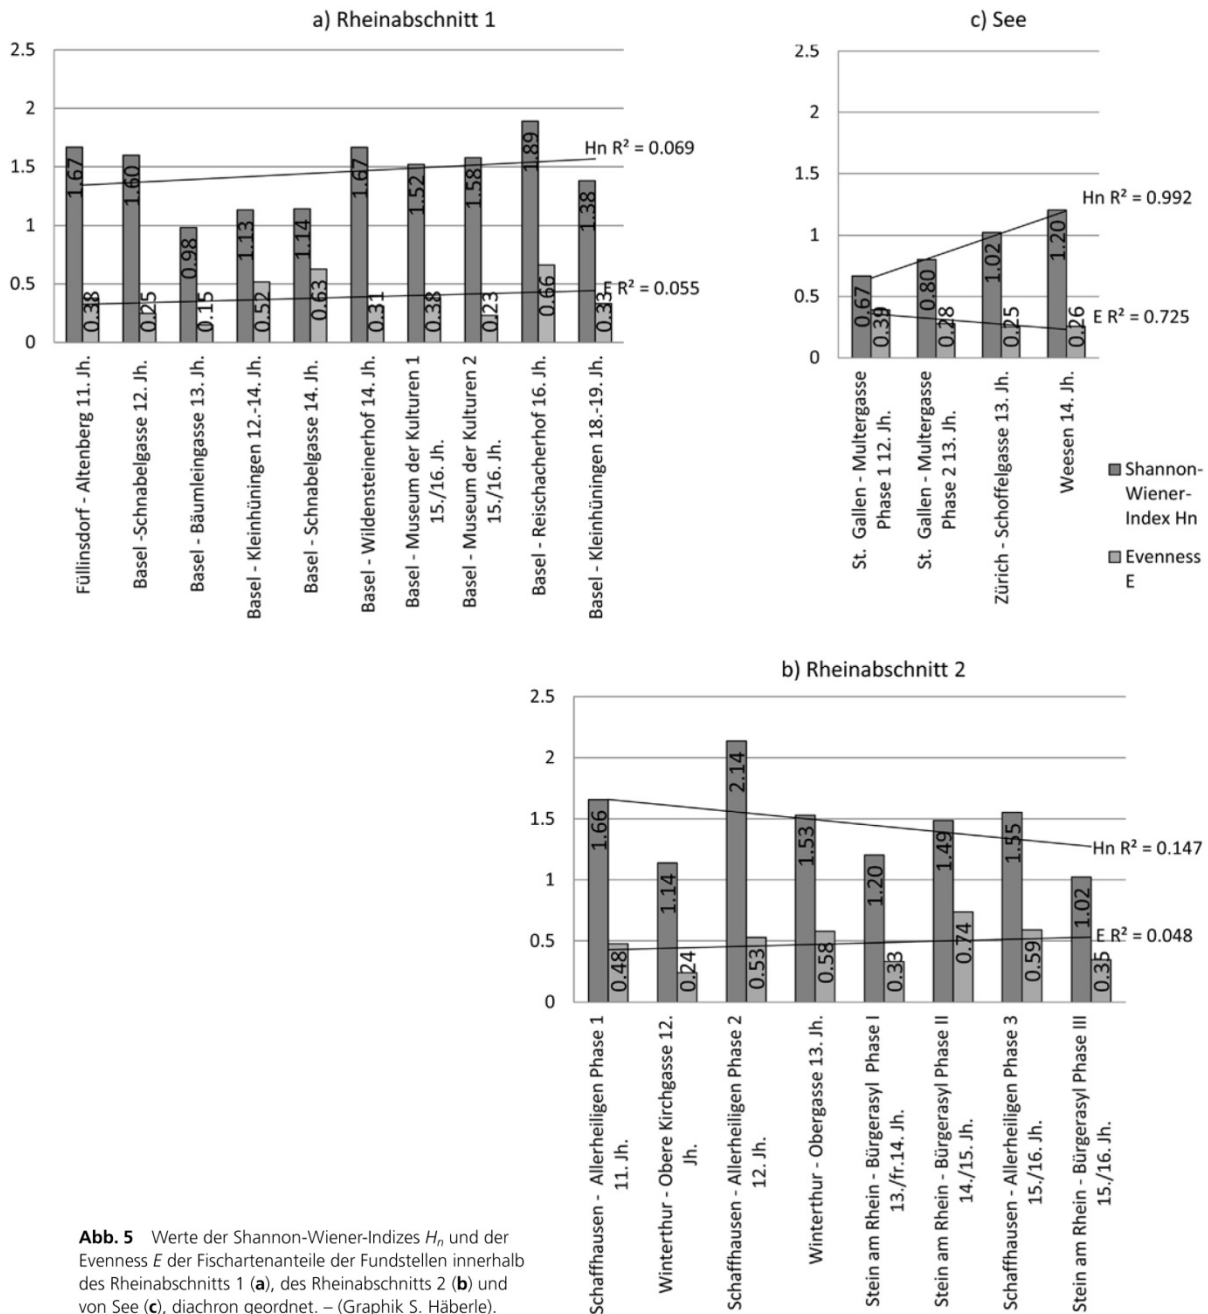 a) Rheinabschnitt 1
2.5
2
1.5
1
0.5
0
1.67
0.38
1.60
0.25
0.98
0.15
1.13
0.52
1.14
0.63
1.67
0.31
1.52
0.38
1.58
0.23
1.89
0.66
1.38
0.33
Hn R² = 0.069
E R² = 0.055
Füllinsdorf - Altenberg 11. Jh.
Basel -Schnabelgasse 12. Jh.
Basel - Bäumleingasse 13. Jh.
Basel - Kleinhüningen 12.-14. Jh.
Basel - Schnabelgasse 14. Jh.
Basel - Wildensteinerhof 14. Jh.
Basel - Museum der Kulturen 1
15./16. Jh.
Basel - Museum der Kulturen 2
15./16. Jh.
Basel - Reischacherhof 16. Jh.
Basel - Kleinhüningen 18.-19. Jh.
c) See
2.5
2
1.5
1
0.5
0
0.67
0.39
0.80
0.28
1.02
0.25
1.20
0.26
Hn R² = 0.992
E R² = 0.725
St. Gallen - Multergasse
Phase 1 12. Jh.
St. Gallen - Multergasse
Phase 2 13. Jh.
Zürich - Schoffelgasse 13. Jh.
Weesen 14. Jh.
Shannon-
Wiener-
Index Hn
Evenness
E
b) Rheinabschnitt 2
2.5
2
1.5
1
0.5
0
1.66
0.48
1.14
0.24
2.14
0.53
1.53
0.58
1.20
0.33
1.49
0.74
1.55
0.59
1.02
0.35
Hn R² = 0.147
E R² = 0.048
Schaffhausen - Allerheiligen Phase 1
11. Jh.
Winterthur - Obere Kirchgasse 12.
Jh.
Schaffhausen - Allerheiligen Phase 2
12. Jh.
Winterthur - Obergasse 13. Jh.
Stein am Rhein - Bürgerasyl Phase I
13./fr.14. Jh.
Stein am Rhein - Bürgerasyl Phase II
14./15. Jh.
Schaffhausen - Allerheiligen Phase 3
15./16. Jh.
Stein am Rhein - Bürgerasyl Phase III
15./16. Jh.
Abb. 5 Werte der Shannon-Wiener-Indizes Hₙ und der
Evenness E der Fischartenanteile der Fundstellen innerhalb
des Rheinabschnitts 1 (a), des Rheinabschnitts 2 (b) und
von See (c), diachron geordnet. – (Graphik S. Häberle).